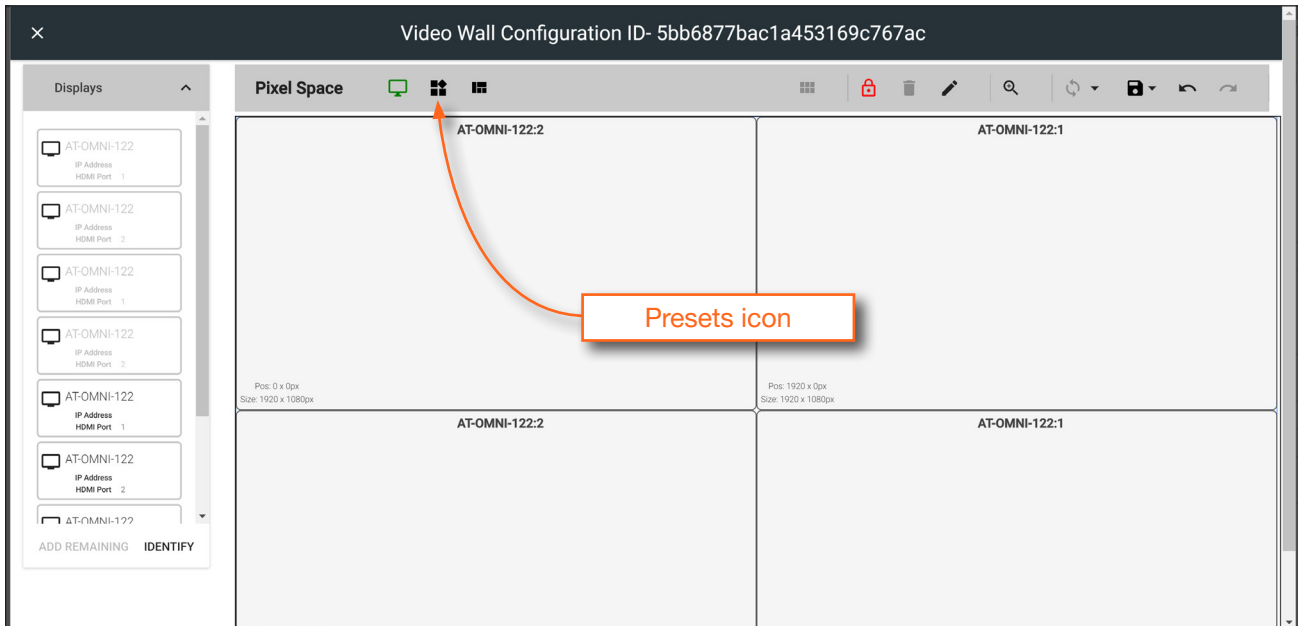 Video Wall Configuration ID- 5bb6877bac1a453169c767ac
Displays
Pixel Space
AT-OMNI-122
IP Address
HDMI Port 1
AT-OMNI-122
IP Address
HDMI Port 2
AT-OMNI-122
IP Address
HDMI Port 1
AT-OMNI-122
IP Address
HDMI Port 2
AT-OMNI-122
IP Address
HDMI Port 1
AT-OMNI-122
IP Address
HDMI Port 2
AT-OMNI-122
ADD REMAINING IDENTIFY
AT-OMNI-122:2
Pos: 0 x 0px
Size: 1920 x 1080px
AT-OMNI-122:1
Pos: 1920 x 0px
Size: 1920 x 1080px
Presets icon
AT-OMNI-122:2
AT-OMNI-122:1